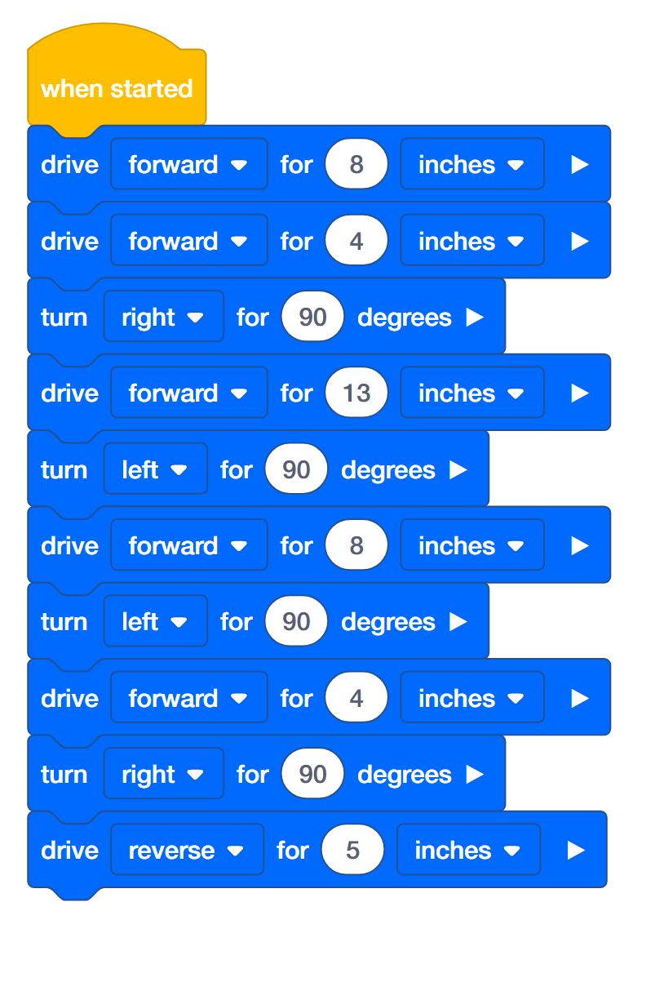 when started
drive forward for 8 inches
drive forward for 4 inches
turn right for 90 degrees
drive forward for 13 inches
turn left for 90 degrees
drive forward for 8 inches
turn left for 90 degrees
drive forward for 4 inches
turn right for 90 degrees
drive reverse for 5 inches